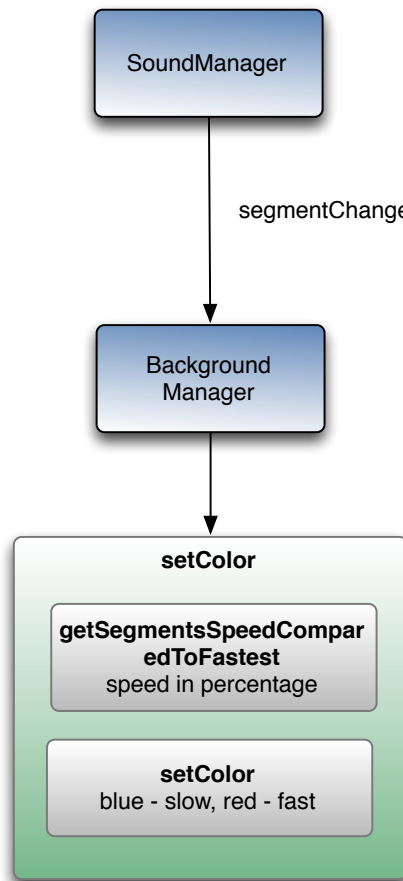 SoundManager
segmentChange
Background
Manager
setColor
getSegmentsSpeedCompar
edToFastest
speed in percentage
setColor
blue - slow, red - fast